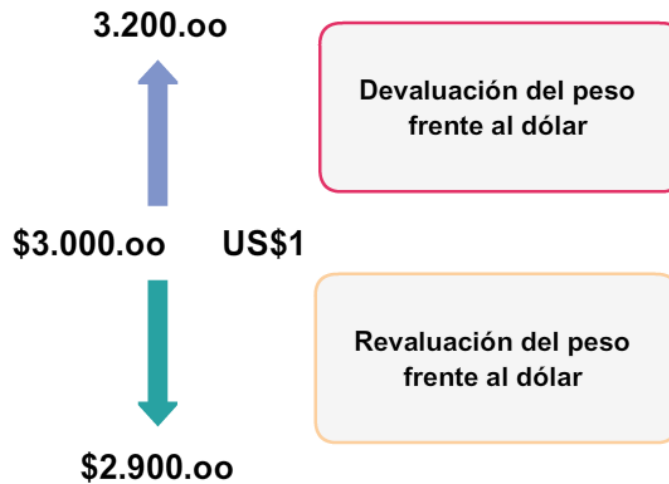 3.200.oo
Devaluación del peso
frente al dólar
$3.000.oo US$1
Revaluación del peso
frente al dólar
$2.900.oo